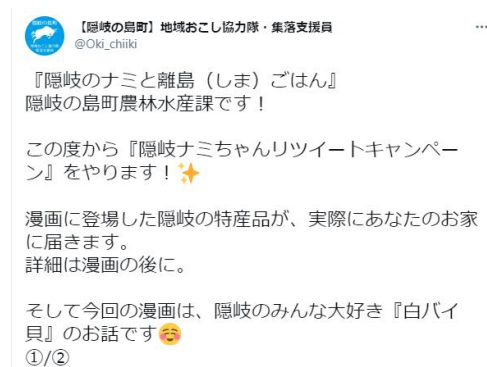 【隠岐の島町】地域おこし協力隊・集落支援員
@Oki_chiiki
『隠岐のナミと離島（しま）ごはん』
隠岐の島町農林水産課です！
この度から『隠岐ナミちゃんリツイートキャンペー
ン』をやります！✨
漫画に登場した隠岐の特産品が、実際にあなたのお家
に届きます。
詳細は漫画の後に。
そして今回の漫画は、隠岐のみんな大好き『白バイ
貝』のお話です☺️
①/②